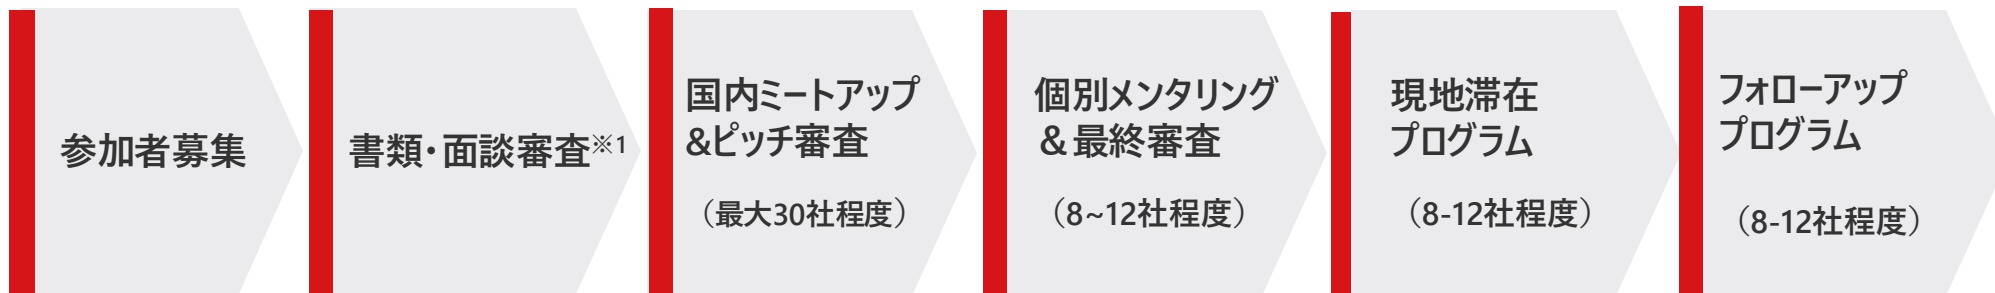 参加者募集
書類・面談審査※1
国内ミートアップ
&ピッチ審査
（最大30社程度）
個別メンタリング
＆最終審査
（8~12社程度）
現地滞在
プログラム
（8-12社程度）
フォローアップ
プログラム
（8-12社程度）